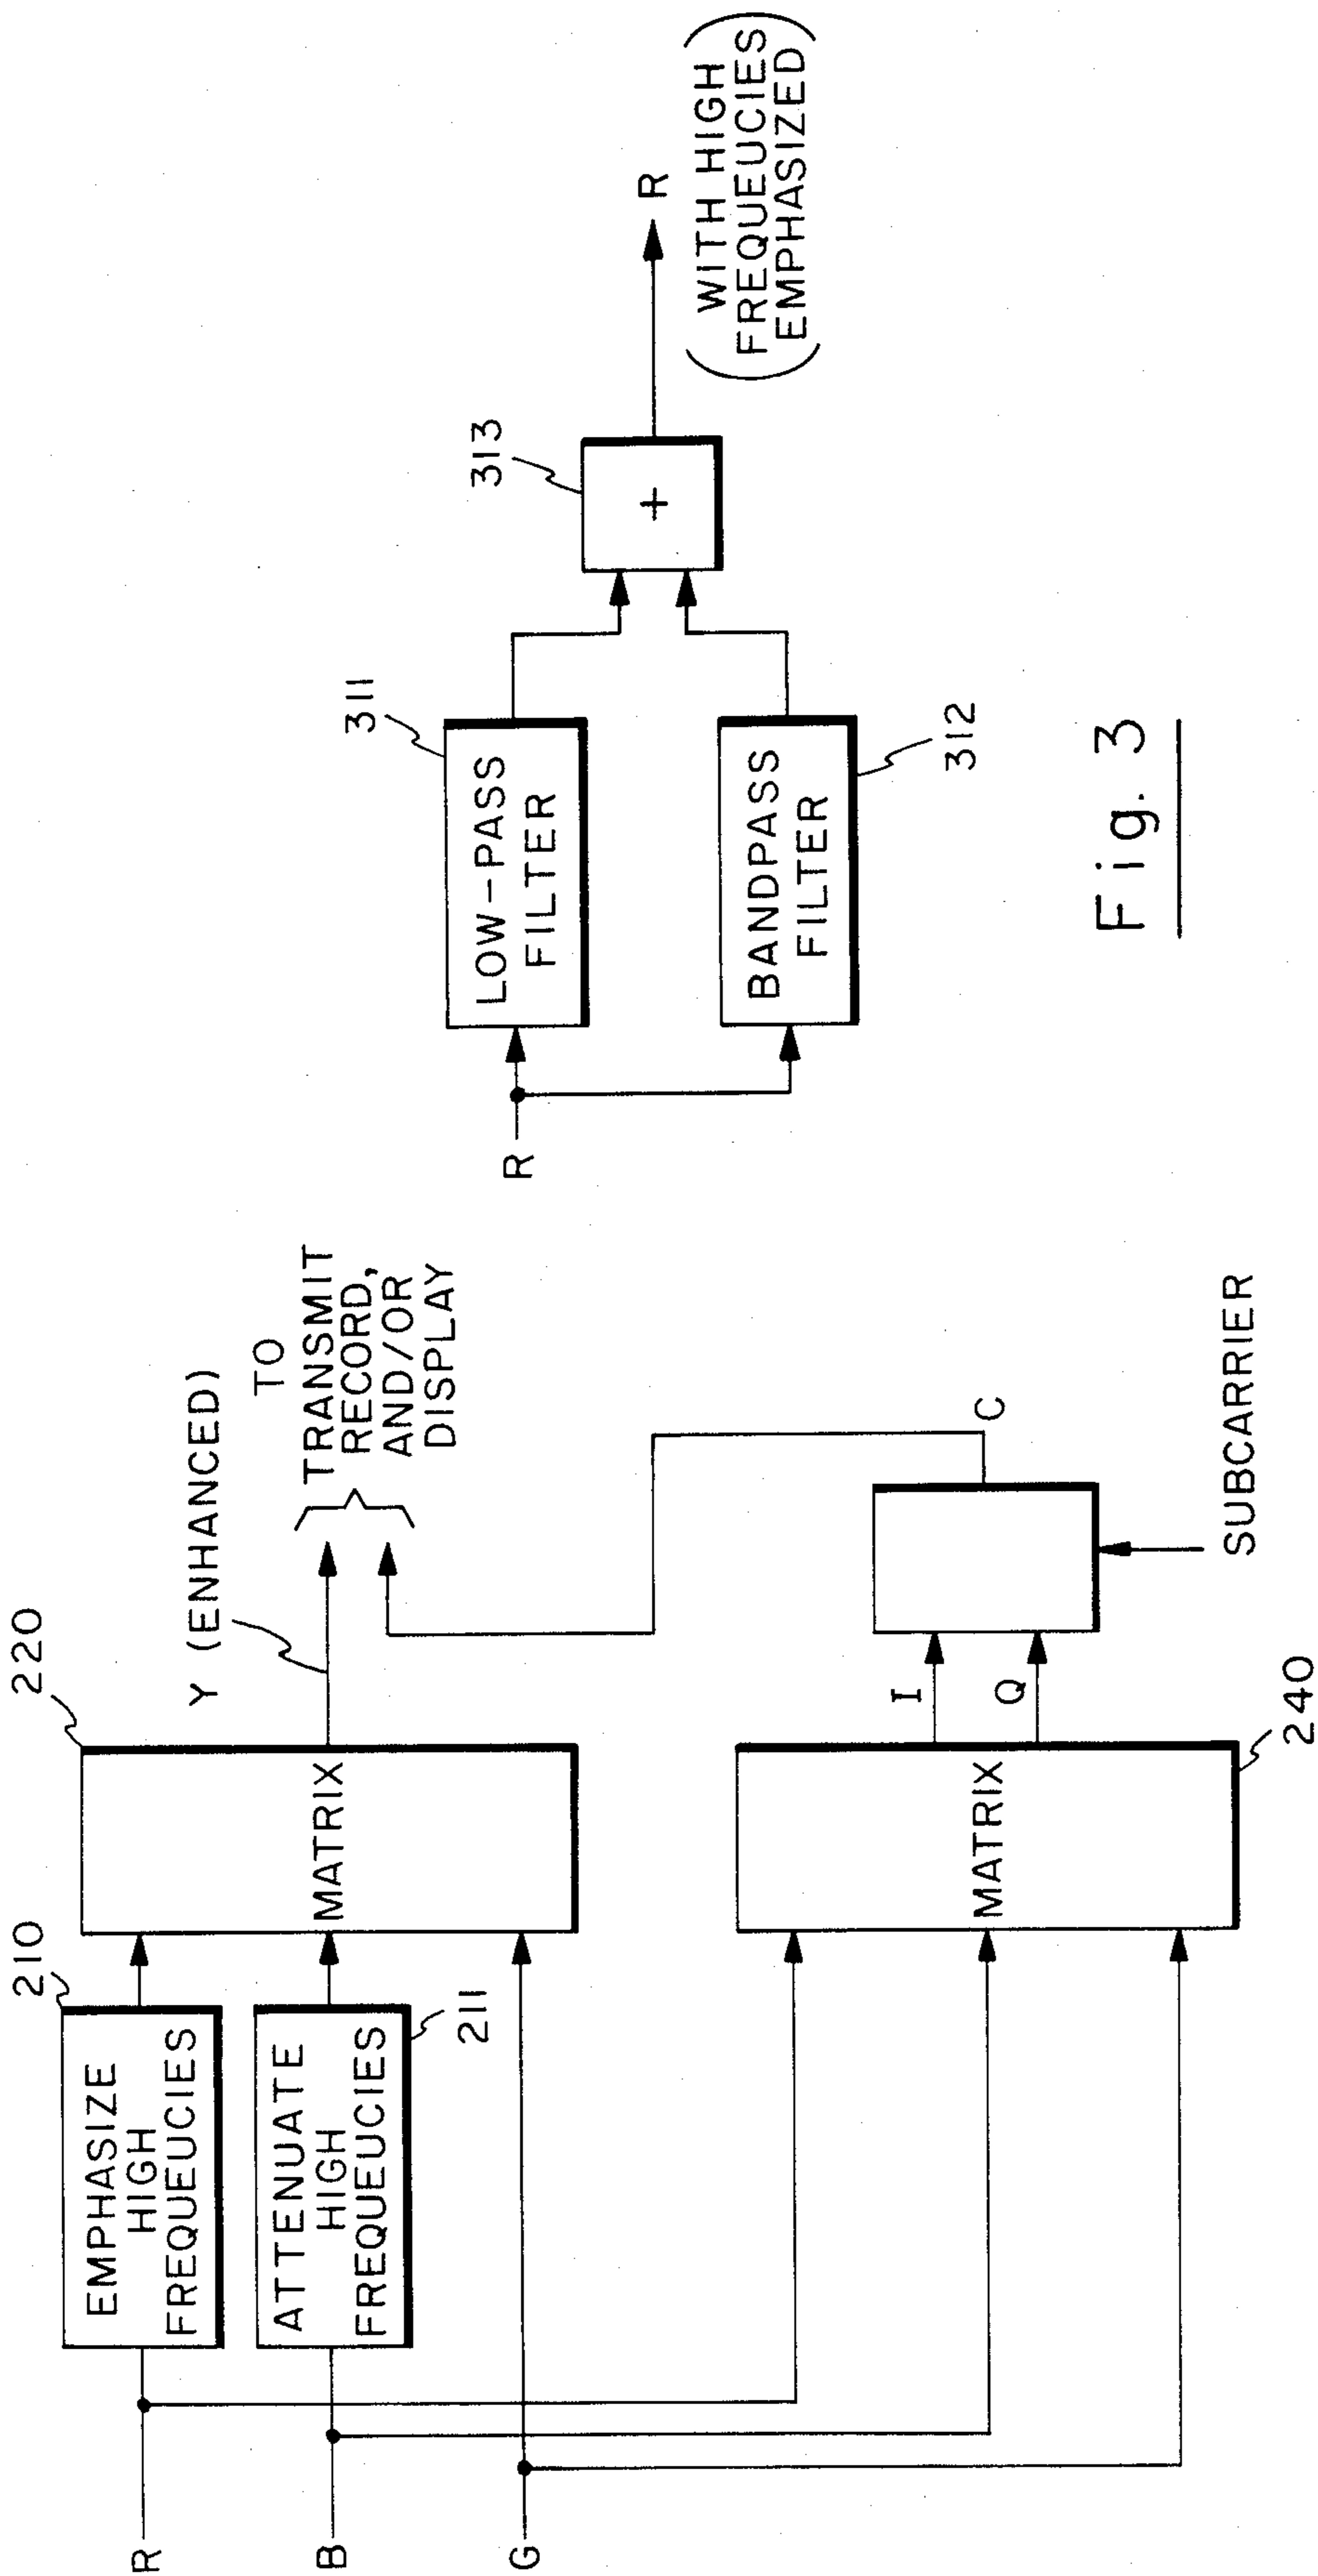 R
B
G
EMPHASIZE
HIGH
FREQUEUCIES
210
ATTENUATE
HIGH
FREQUEUCIES
211
MATRIX
220
Y (ENHANCED)
TO
TRANSMIT
RECORD,
AND/OR
DISPLAY
MATRIX
240
I
Q
C
SUBCARRIER
R
LOW-PASS
FILTER
311
BANDPASS
FILTER
312
+
313
R
(WITH HIGH
FREQUEUCIES
EMPHASIZED)
Fig. 3